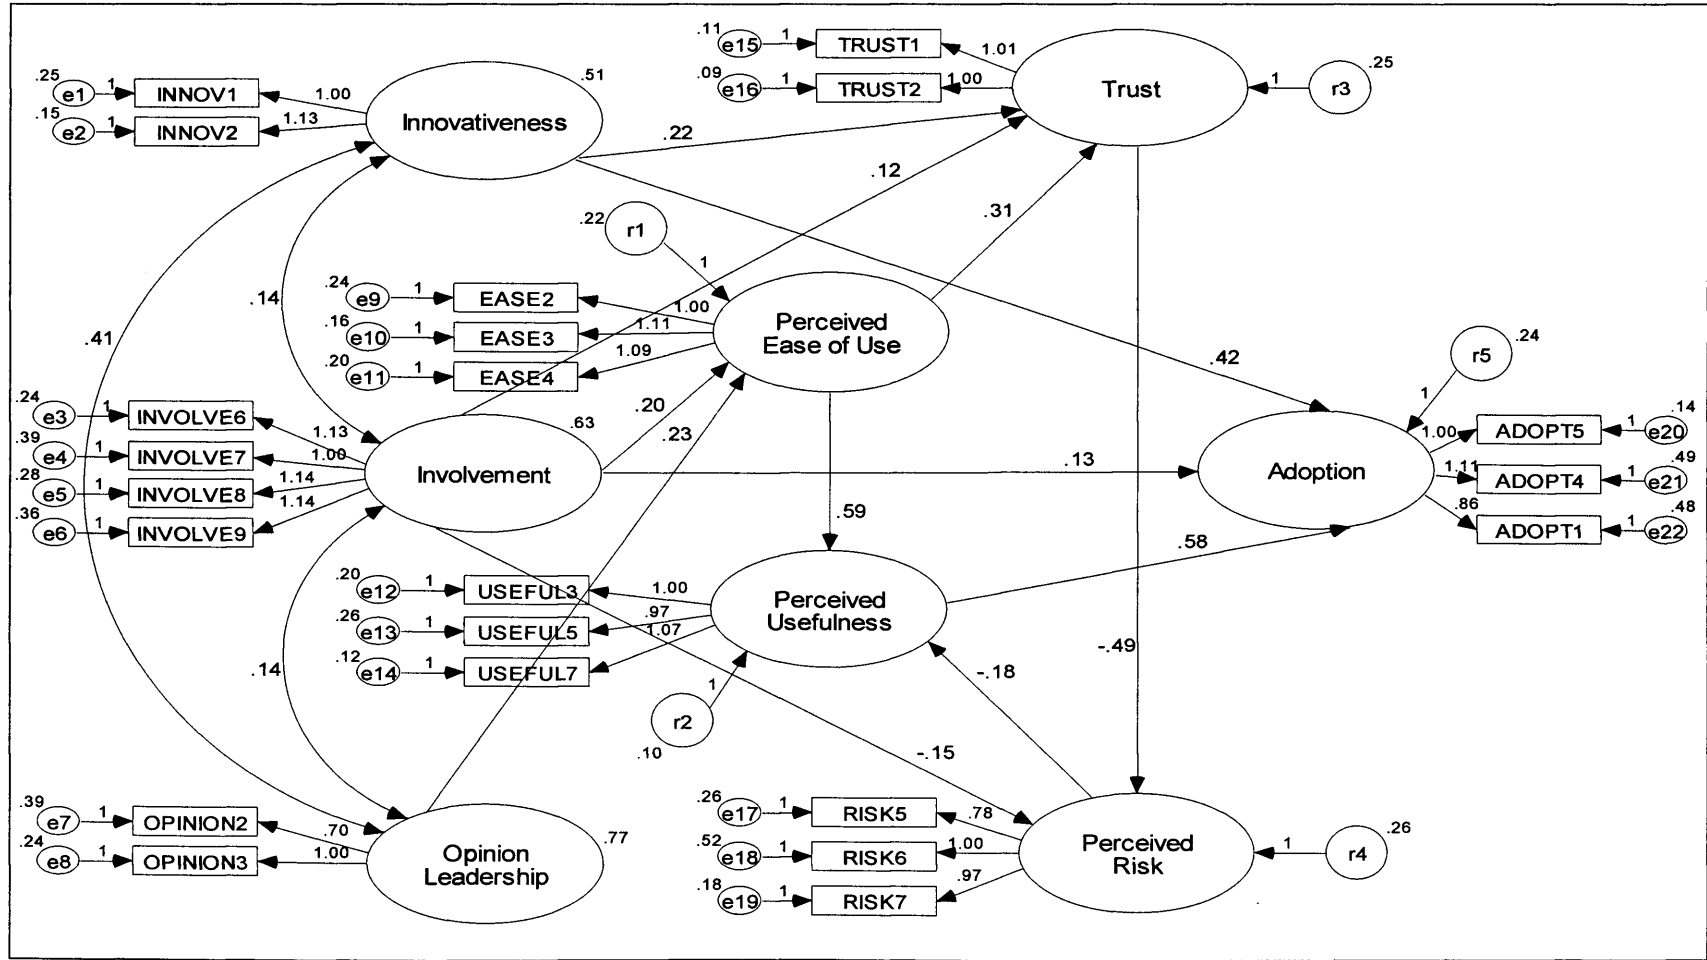 .11
e15
1
TRUST1
1.01
.09
e16
1
TRUST2
1.00
Trust
1
r3
.25
.25
e1
1
INNOV1
1.00
.15
e2
1
INNOV2
1.13
Innovativeness
.51
.22
.12
.42
.31
.22
r1
1
.14
.41
.24
e9
1
EASE2
1.00
.16
e10
1
EASE3
1.11
.20
e11
1
EASE4
1.09
Perceived
Ease of Use
.24
r5
1
.24
e3
1
INVOLVE6
1.13
.39
e4
1
INVOLVE7
1.00
.28
e5
1
INVOLVE8
1.14
.36
e6
1
INVOLVE9
1.14
Involvement
.63
.20
.23
.13
Adoption
1.00
ADOPT5
1
e20
.14
1.11
ADOPT4
1
e21
.49
.86
ADOPT1
1
e22
.48
.59
.58
.20
e12
1
USEFUL3
1.00
.26
e13
1
USEFUL5
.97
.12
e14
1
USEFUL7
1.07
Perceived
Usefulness
1
r2
.10
-.49
-.18
-.15
.14
.39
e7
1
OPINION2
.70
.24
e8
1
OPINION3
1.00
Opinion
Leadership
.77
.26
e17
1
RISK5
.78
.52
e18
1
RISK6
1.00
.18
e19
1
RISK7
.97
Perceived
Risk
1
r4
.26